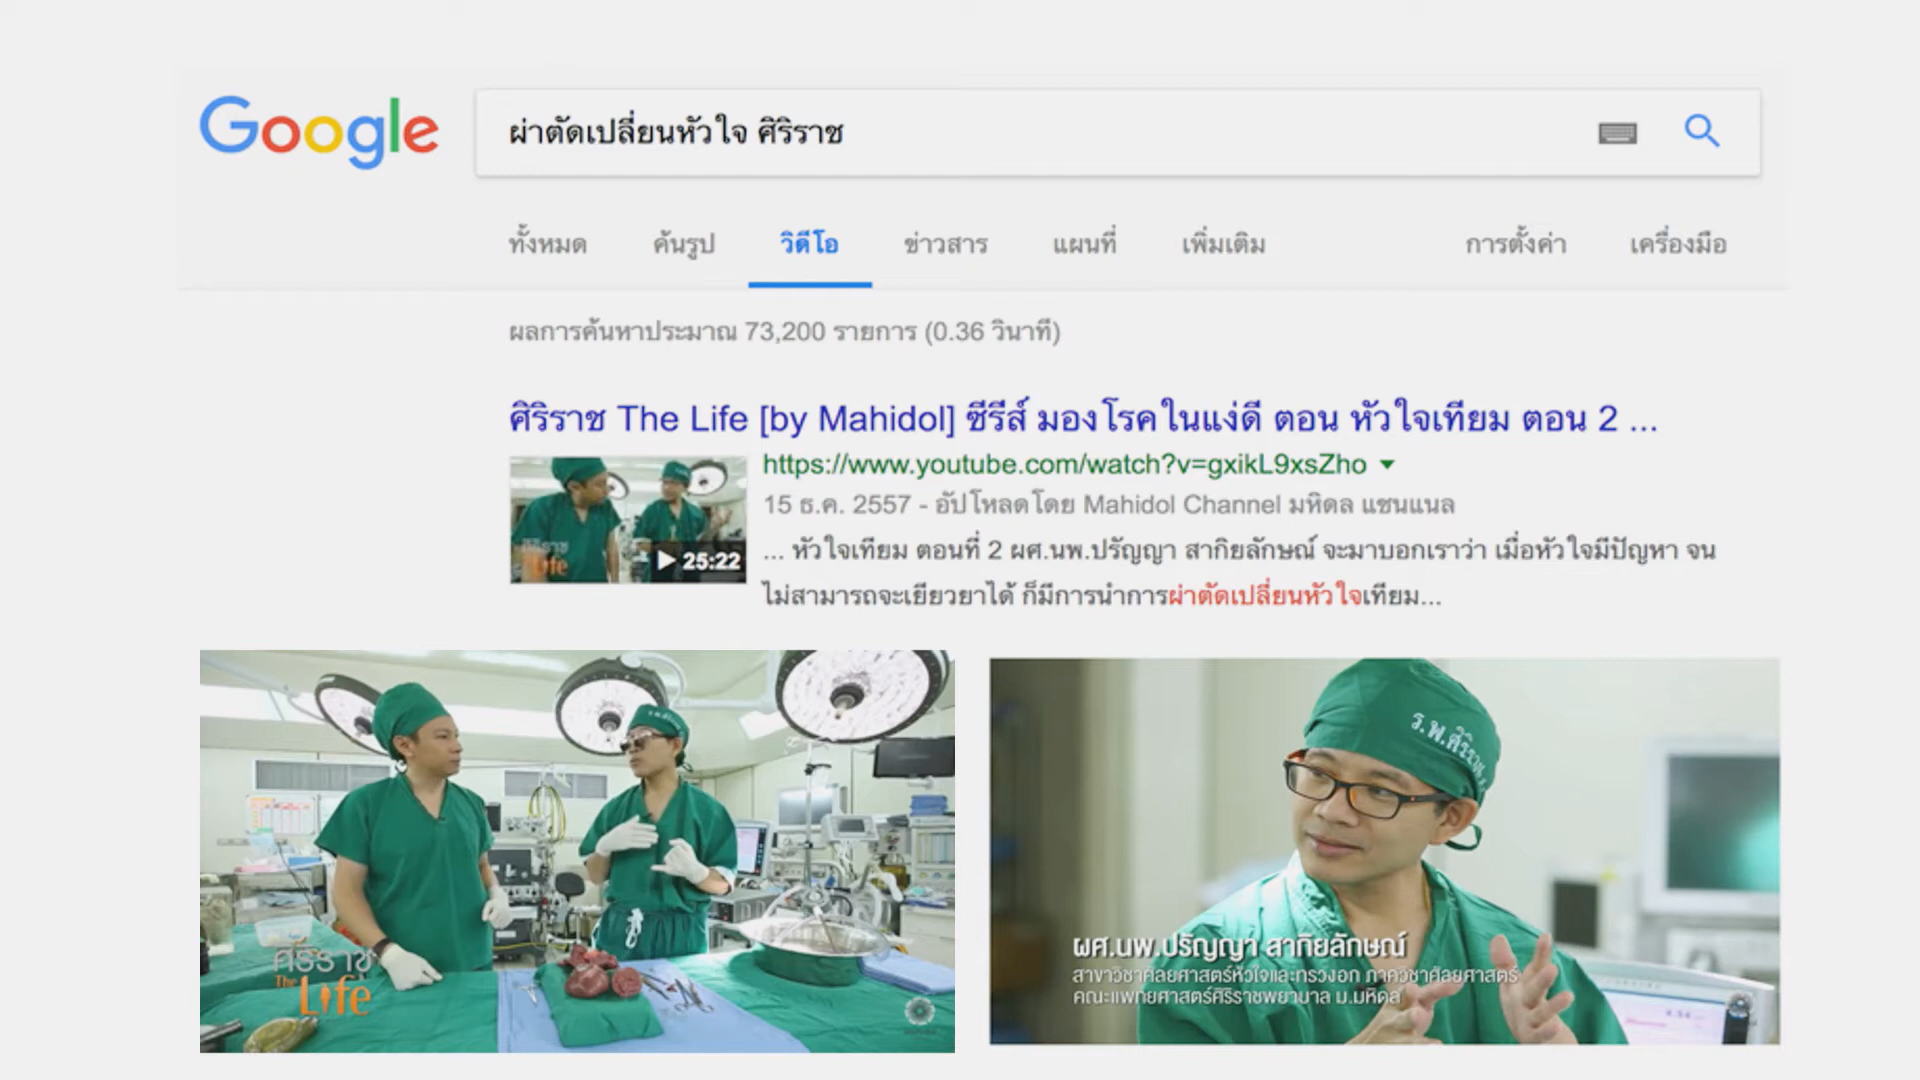 Google
ผ่าตัดเปลี่ยนหัวใจ ศิริราช
ทั้งหมด ค้นรูป วิดีโอ ข่าวสาร แผนที่ เพิ่มเติม การตั้งค่า เครื่องมือ
ผลการค้นหาประมาณ 73,200 รายการ (0.36 วินาที)
ศิริราช The Life [by Mahidol] ซีรีส์ มองโรคในแง่ดี ตอน หัวใจเทียม ตอน 2 ...
https://www.youtube.com/watch?v=gxikL9xsZho
15 ธ.ค. 2557 - อัปโหลดโดย Mahidol Channel มหิดล แชนแนล
... หัวใจเทียม ตอนที่ 2 ผศ.นพ.ปรัญญา สากิยลักษณ์ จะมาบอกเราว่า เมื่อหัวใจมีปัญหา จน
ไม่สามารถจะเยียวยาได้ ก็มีการนำการผ่าตัดเปลี่ยนหัวใจเทียม...
25:22
ศิริราช
The Life
ร.พ.ศิริราช
ผศ.นพ.ปรัญญา สากิยลักษณ์
สาขาวิชาศัลยศาสตร์หัวใจและทรวงอก ภาควิชาศัลยศาสตร์
คณะแพทยศาสตร์ศิริราชพยาบาล ม.มหิดล